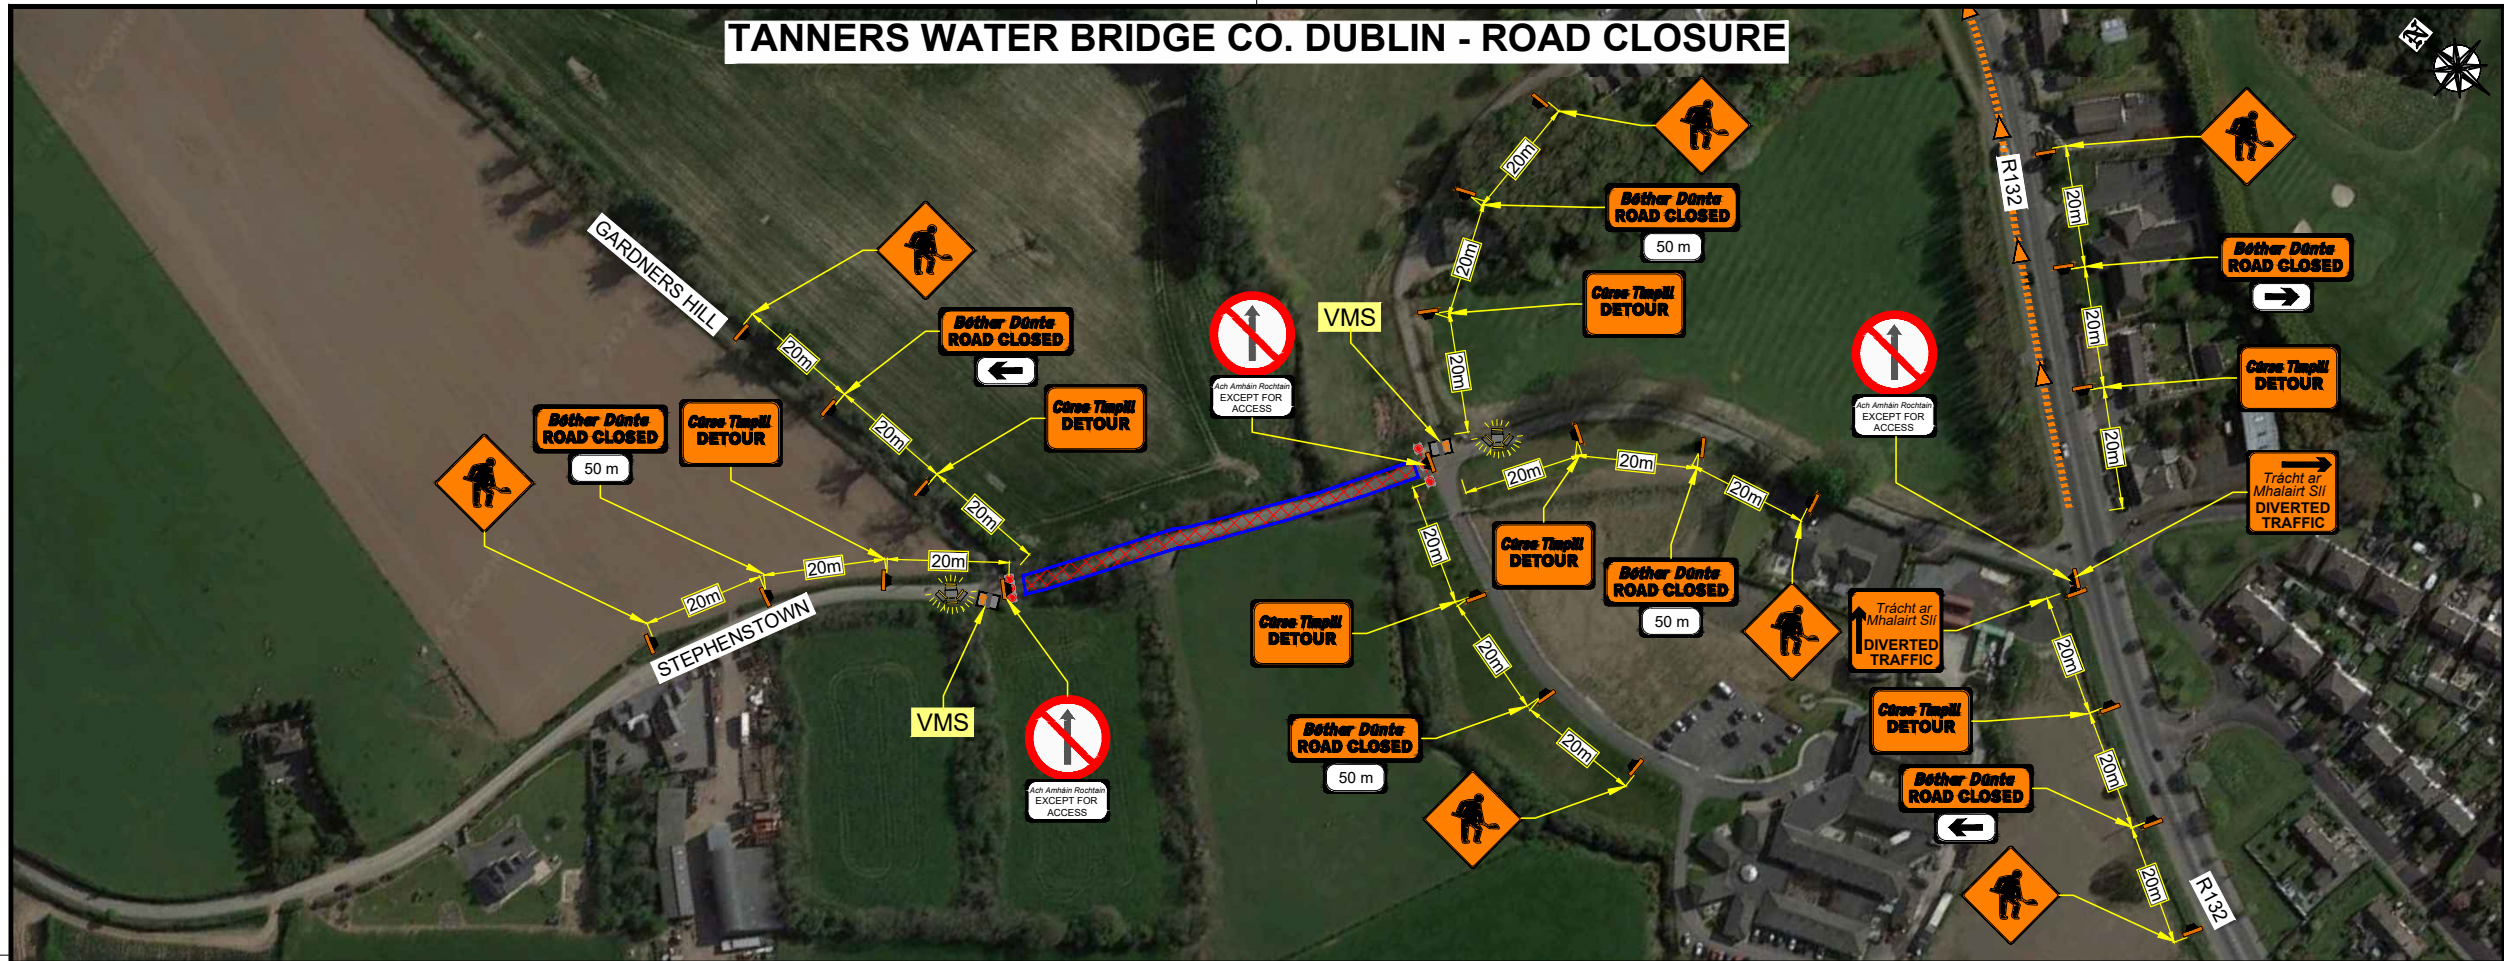 TANNERS WATER BRIDGE CO. DUBLIN - ROAD CLOSURE
N
GARDNERS HILL
Bóthar Dúnta
ROAD CLOSED
Cúrsa Timpill
DETOUR
20m
20m
20m
Bóthar Dúnta
ROAD CLOSED
50 m
Cúrsa Timpill
DETOUR
20m
20m
20m
STEPHENSTOWN
VMS
Ach Amháin Rochtain
EXCEPT FOR
ACCESS
Ach Amháin Rochtain
EXCEPT FOR
ACCESS
VMS
20m
Bóthar Dúnta
ROAD CLOSED
50 m
20m
Cúrsa Timpill
DETOUR
20m
20m
20m
20m
Cúrsa Timpill
DETOUR
Bóthar Dúnta
ROAD CLOSED
50 m
20m
Cúrsa Timpill
DETOUR
20m
Bóthar Dúnta
ROAD CLOSED
50 m
20m
R132
20m
Bóthar Dúnta
ROAD CLOSED
20m
Cúrsa Timpill
DETOUR
20m
Ach Amháin Rochtain
EXCEPT FOR
ACCESS
Trácht ar
Mhalairt Slí
DIVERTED
TRAFFIC
Trácht ar
Mhalairt Slí
DIVERTED
TRAFFIC
20m
Cúrsa Timpill
DETOUR
20m
Bóthar Dúnta
ROAD CLOSED
20m
R132